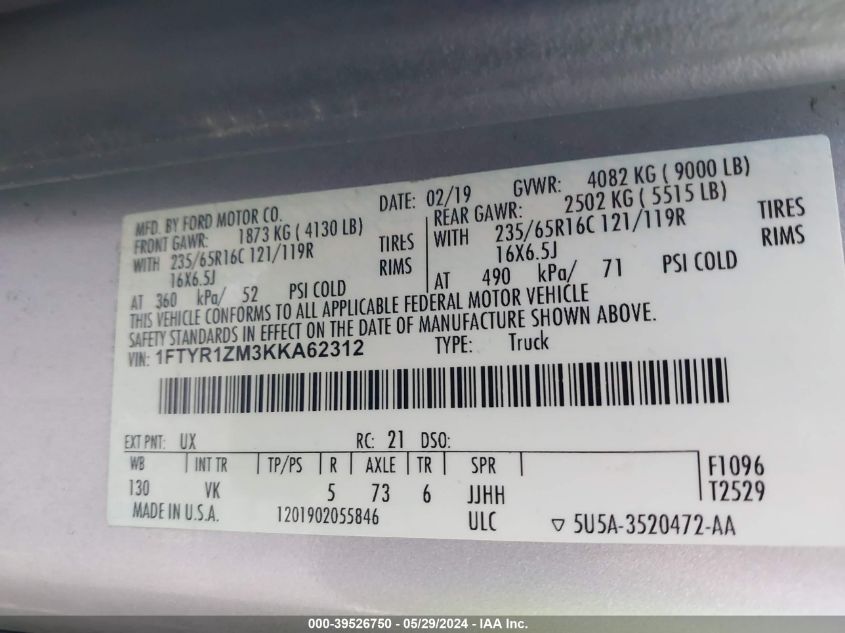 MFD. BY FORD MOTOR CO. DATE: 02/19 GVWR: 4082 KG ( 9000 LB)
FRONT GAWR: 1873 KG ( 4130 LB) REAR GAWR: 2502 KG ( 5515 LB)
WITH 235/65R16C 121/119R TIRES WITH 235/65R16C 121/119R TIRES
16X6.5J RIMS 16X6.5J RIMS
AT 360 kPa/ 52 PSI COLD AT 490 kPa/ 71 PSI COLD
THIS VEHICLE CONFORMS TO ALL APPLICABLE FEDERAL MOTOR VEHICLE
SAFETY STANDARDS IN EFFECT ON THE DATE OF MANUFACTURE SHOWN ABOVE.
VIN: 1FTYR1ZM3KKA62312 TYPE: Truck
EXT PNT: UX RC: 21 DSO:
WB INT TR TP/PS R AXLE TR SPR F1096
130 VK 5 73 6 JJHH T2529
MADE IN U.S.A. 1201902055846 ULC ▽ 5U5A-3520472-AA
000-39526750 - 05/29/2024 - IAA Inc.